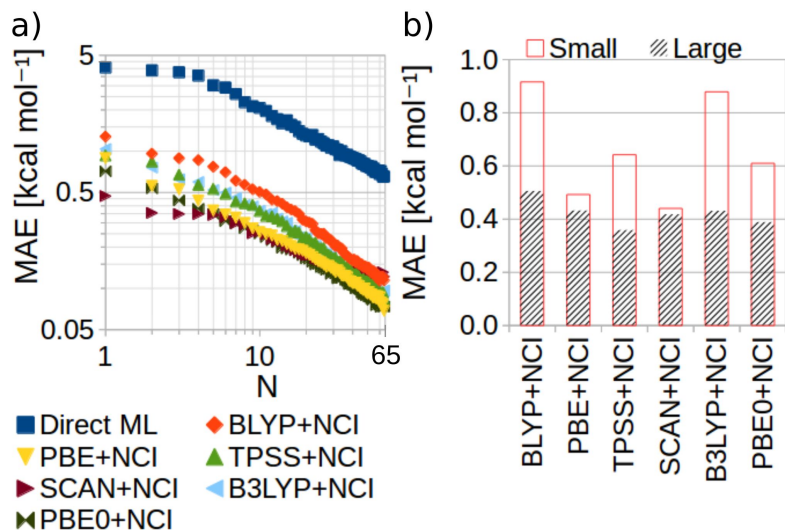 a)
MAE [kcal mol⁻¹]
5
0.5
0.05
1
10
65
N
Direct ML
BLYP+NCI
PBE+NCI
TPSS+NCI
SCAN+NCI
B3LYP+NCI
PBE0+NCI
b)
Small
Large
MAE [kcal mol⁻¹]
1.0
0.8
0.6
0.4
0.2
0.0
BLYP+NCI
PBE+NCI
TPSS+NCI
SCAN+NCI
B3LYP+NCI
PBE0+NCI